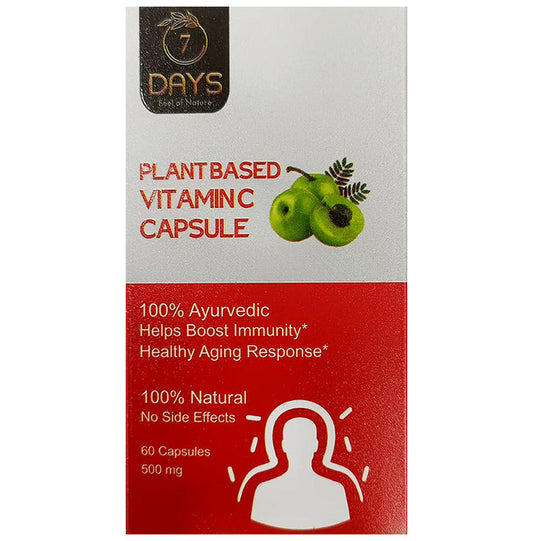 7
DAYS
Feel of Nature
PLANT BASED
VITAMIN C
CAPSULE
100% Ayurvedic
Helps Boost Immunity*
Healthy Aging Response*
100% Natural
No Side Effects
60 Capsules
500 mg